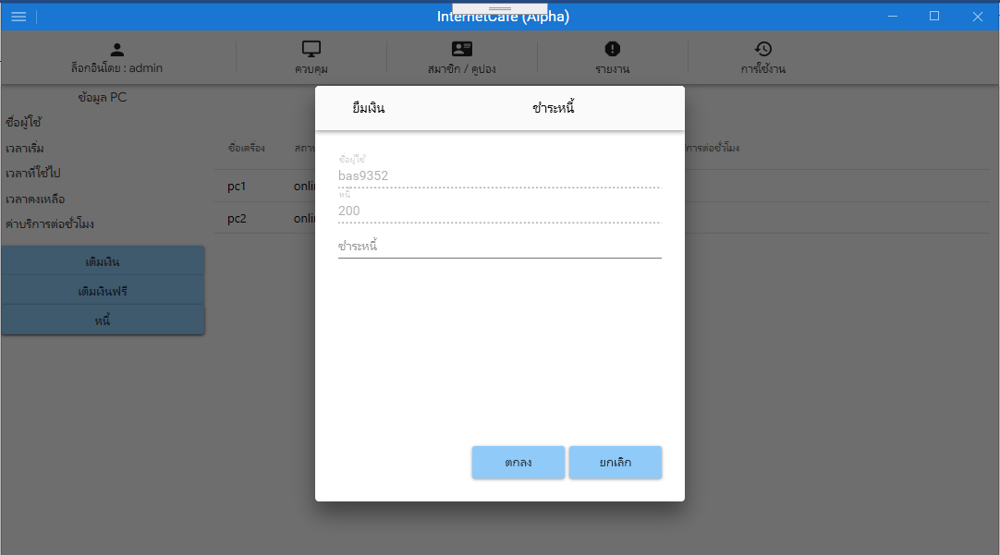 InternetCafe (Alpha)
ล็อกอินโดย : admin
ควบคุม
สมาชิก / คูปอง
รายงาน
การใช้งาน
ข้อมูล PC
ชื่อผู้ใช้
เวลาเริ่ม
เวลาที่ใช้ไป
เวลาคงเหลือ
ค่าบริการต่อชั่วโมง
เติมเงิน
เติมเงินฟรี
หนี้
ชื่อเครื่อง สถาน การต่อชั่วโมง
pc1 onli
pc2 onli
ยืมเงิน ชำระหนี้
ชื่อผู้ใช้
bas9352
หนี้
200
ชำระหนี้
ตกลง ยกเลิก